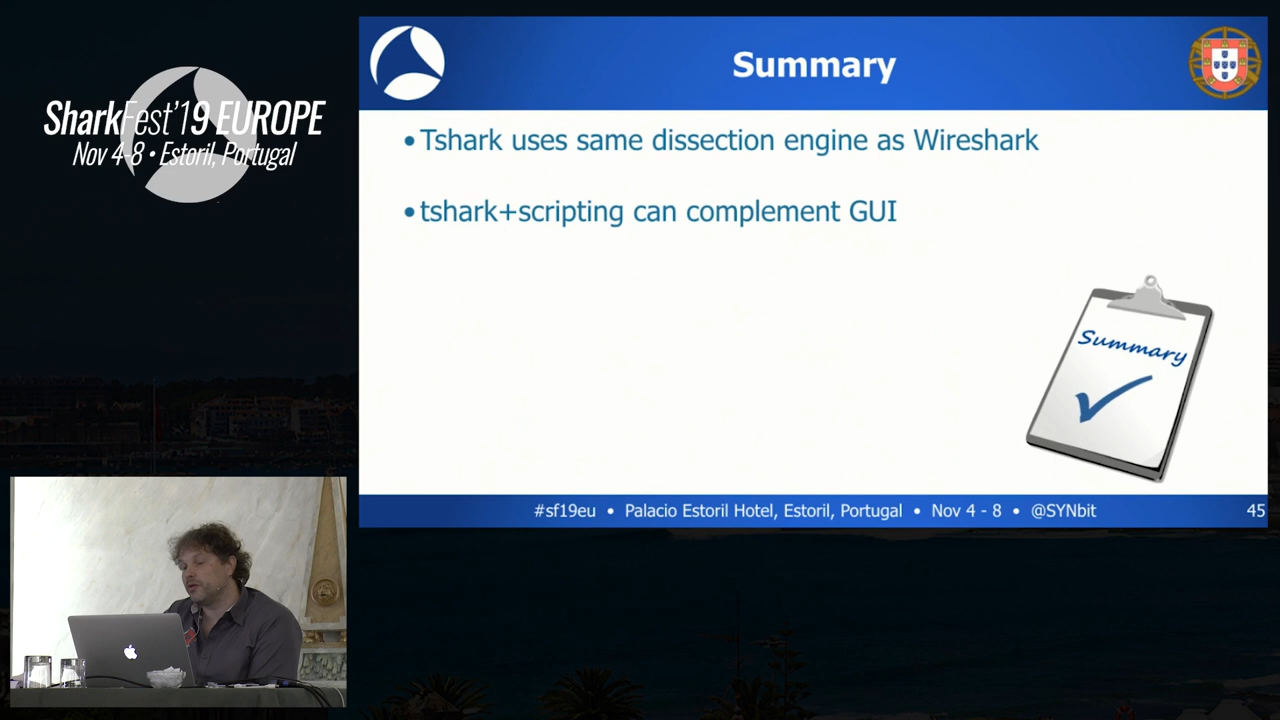 SharkFest'19 EUROPE
Nov 4-8 • Estoril, Portugal
Summary
• Tshark uses same dissection engine as Wireshark
• tshark+scripting can complement GUI
Summary
#sf19eu • Palacio Estoril Hotel, Estoril, Portugal • Nov 4 - 8 • @SYNbit
45